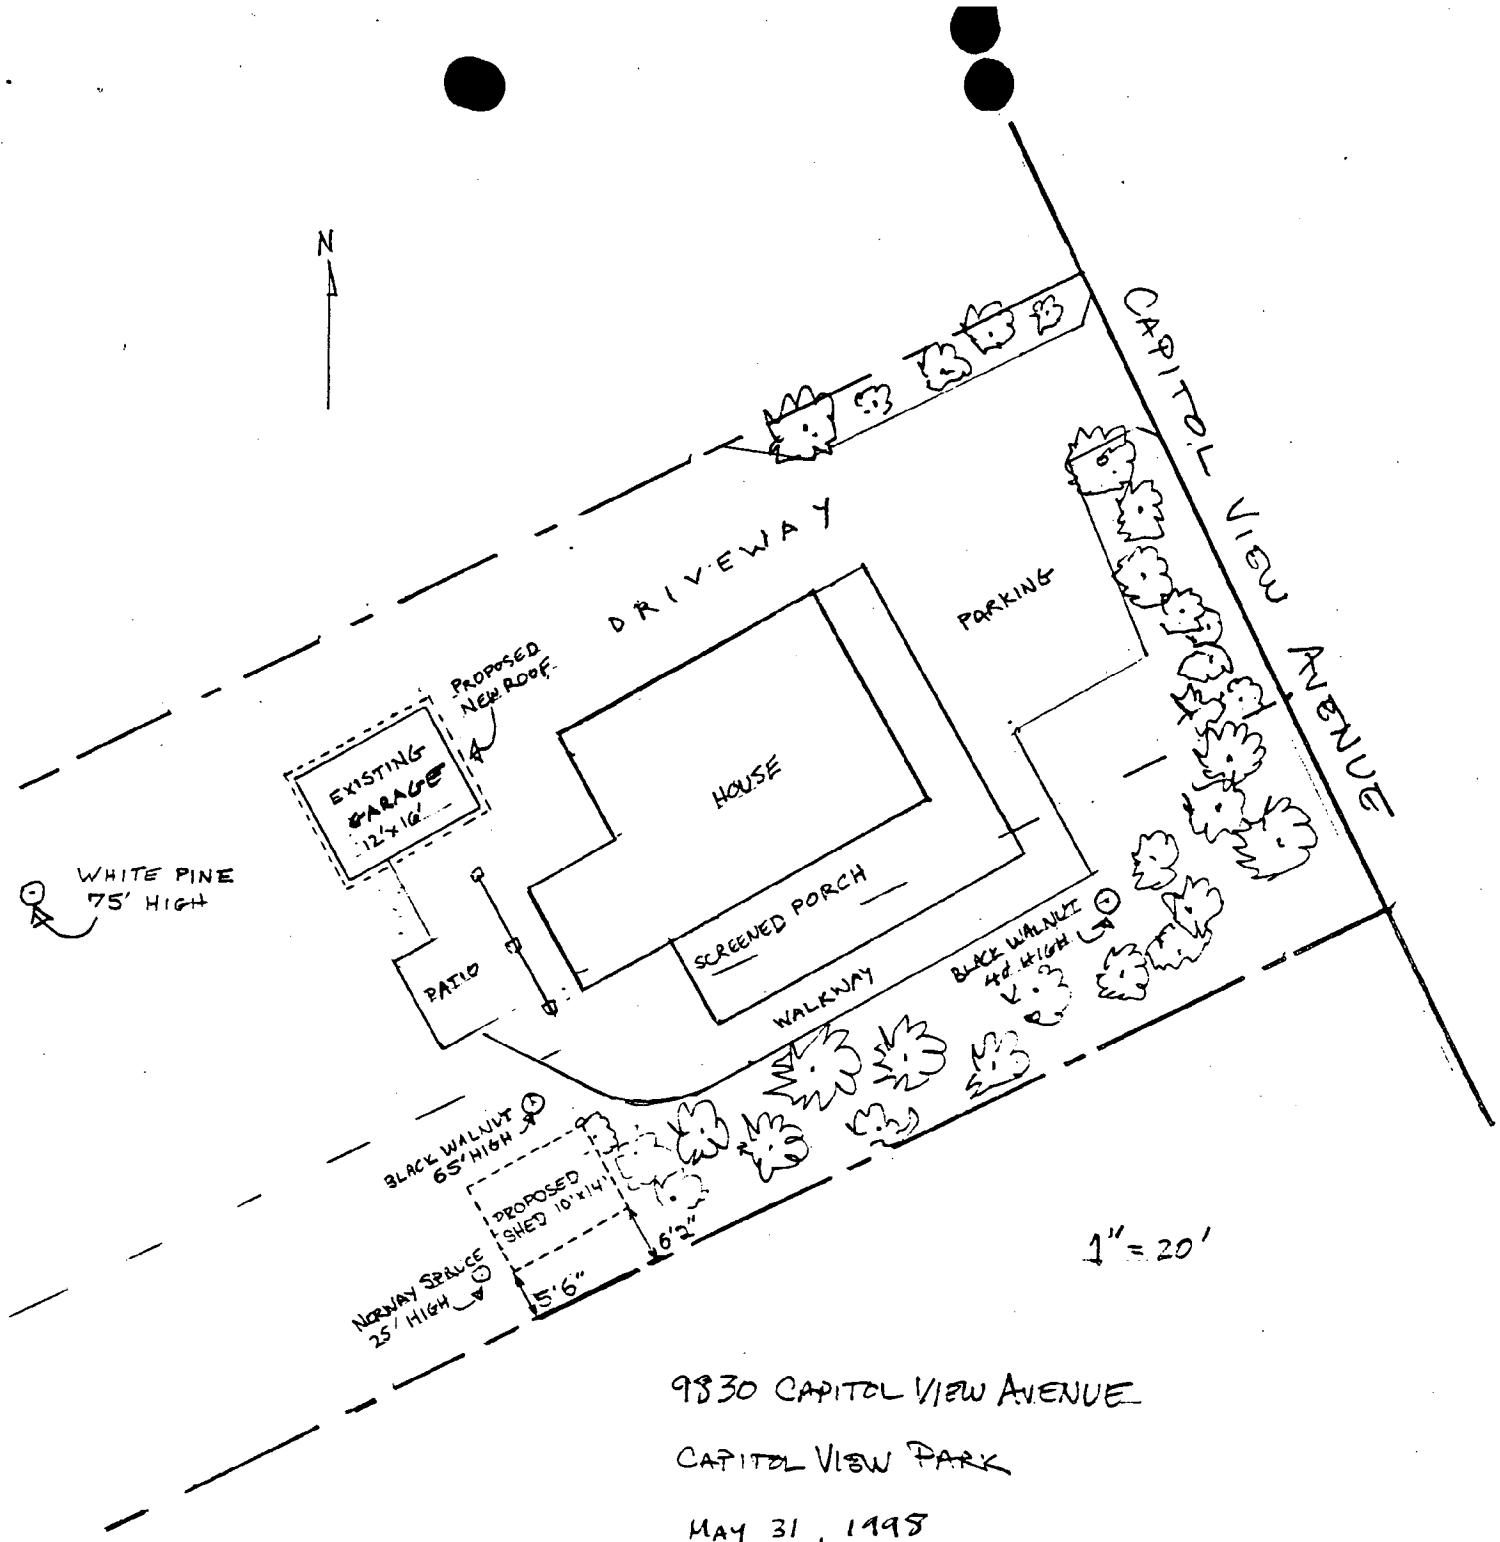 N
CAPITOL VIEW AVENUE
DRIVEWAY
PARKING
PROPOSED
NEW ROOF
EXISTING
GARAGE
12'x16'
HOUSE
WHITE PINE
75' HIGH
SCREENED PORCH
PATIO
WALKWAY
BLACK WALNUT
40' HIGH
BLACK WALNUT
65' HIGH
PROPOSED
SHED 10'x14'
6'2"
5'6"
NORWAY SPRUCE
25' HIGH
1" = 20'
9830 CAPITOL VIEW AVENUE
CAPITOL VIEW PARK
MAY 31, 1998